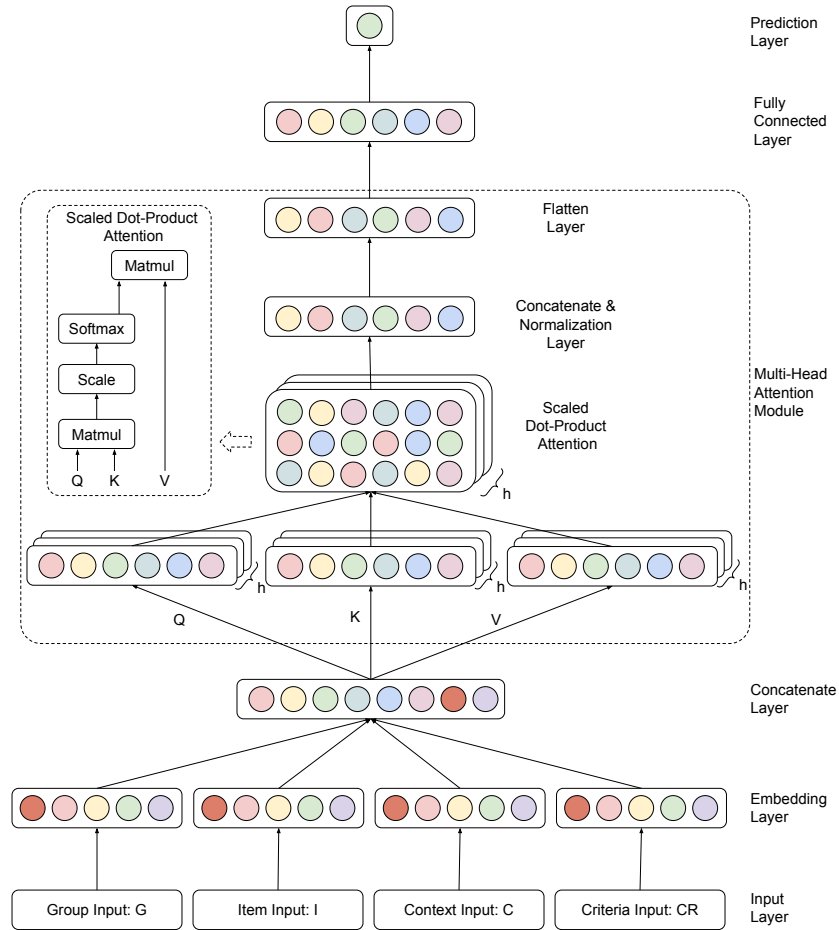 Prediction
Layer
Fully
Connected
Layer
Scaled Dot-Product
Attention
Matmul
Softmax
Scale
Matmul
Q K V
Flatten
Layer
Concatenate &
Normalization
Layer
Scaled
Dot-Product
Attention
Multi-Head
Attention
Module
h
h
h
h
Q
K
V
Concatenate
Layer
Embedding
Layer
Group Input: G
Item Input: I
Context Input: C
Criteria Input: CR
Input
Layer